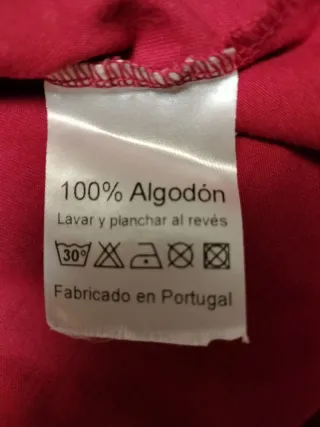 100% Algodón
Lavar y planchar al revés
30°
Fabricado en Portugal